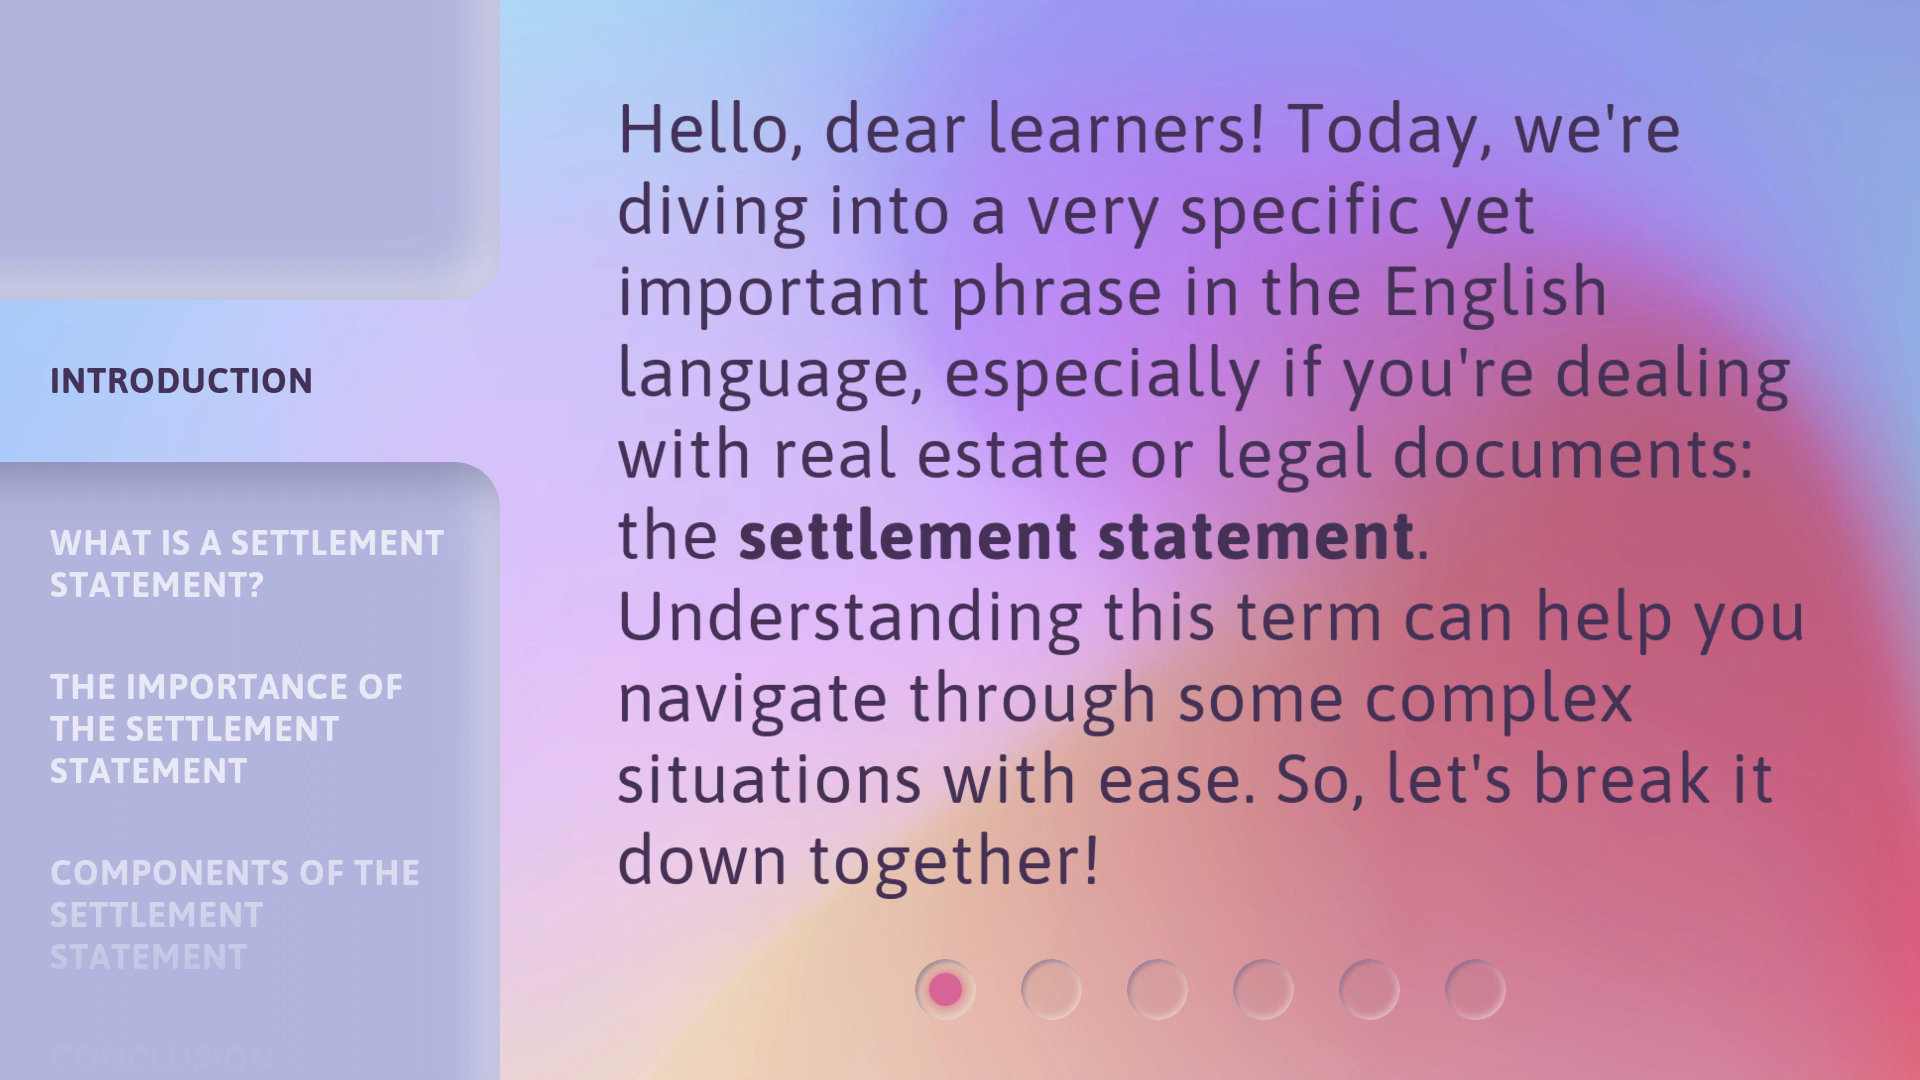 INTRODUCTION
WHAT IS A SETTLEMENT
STATEMENT?
THE IMPORTANCE OF
THE SETTLEMENT
STATEMENT
COMPONENTS OF THE
SETTLEMENT
STATEMENT
CONCLUSION
Hello, dear learners! Today, we're
diving into a very specific yet
important phrase in the English
language, especially if you're dealing
with real estate or legal documents:
the settlement statement.
Understanding this term can help you
navigate through some complex
situations with ease. So, let's break it
down together!